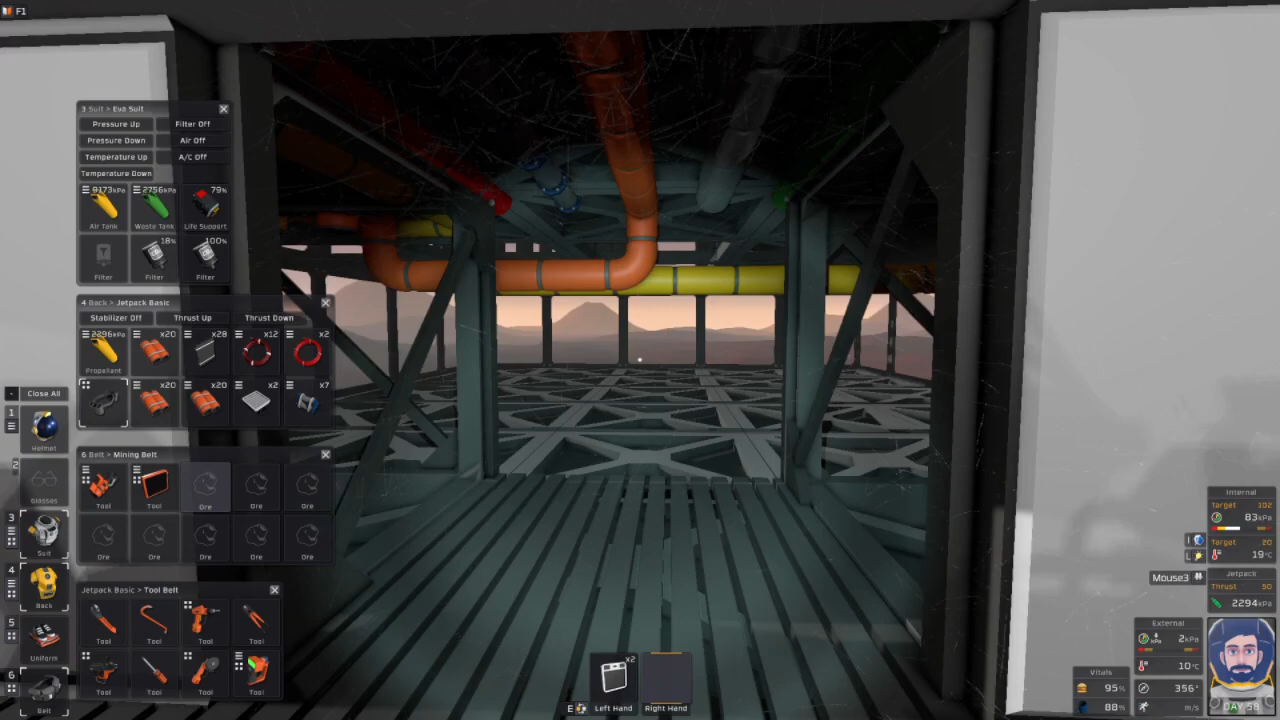 F1
3 Suit > Eva Suit
Pressure Up
Filter Off
Pressure Down
Air Off
Temperature Up
A/C Off
Temperature Down
9173kPa
2756kPa
79%
Air Tank
Waste Tank
Life Support
18%
100%
Filter
Filter
Filter
4 Back > Jetpack Basic
Stabilizer Off
Thrust Up
Thrust Down
2296kPa
x20
x28
x12
x2
Propellant
x20
x20
x2
x7
Close All
1
Helmet
2
Glasses
3
Suit
4
Back
5
Uniform
6
Belt
6 Belt > Mining Belt
Tool
Tool
Ore
Ore
Ore
Ore
Ore
Ore
Ore
Ore
Jetpack Basic > Tool Belt
Tool
Tool
Tool
Tool
Tool
Tool
Tool
Tool
x2
E
Left Hand
Right Hand
Internal
Target 102
83kPa
Target 20
19°C
I
L
Mouse3
Jetpack
Thrust 50
2294kPa
External
kPa
2kPa
10°C
356°
m/s
Vitals
95%
88%
DAY 58